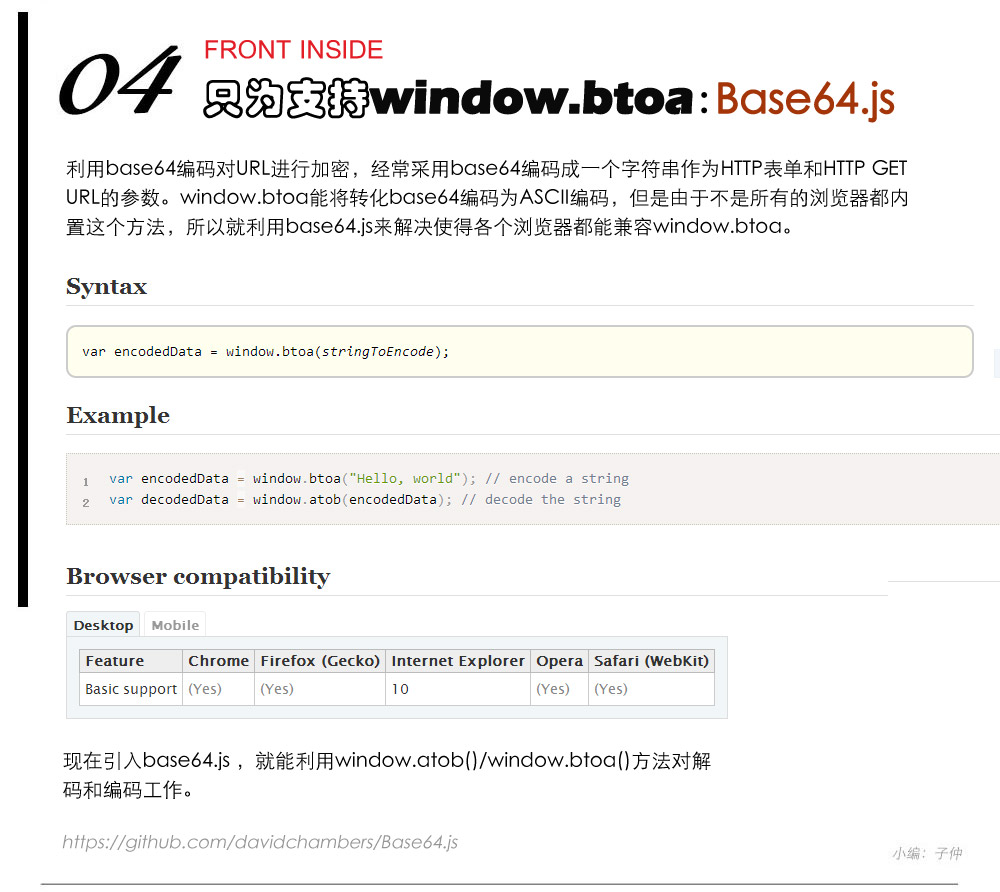 04
FRONT INSIDE
只为支持window.btoa:Base64.js
利用base64编码对URL进行加密，经常采用base64编码成一个字符串作为HTTP表单和HTTP GET
URL的参数。window.btoa能将转化base64编码为ASCII编码，但是由于不是所有的浏览器都内
置这个方法，所以就利用base64.js来解决使得各个浏览器都能兼容window.btoa。
Syntax
var encodedData = window.btoa(stringToEncode);
Example
1 var encodedData = window.btoa("Hello, world"); // encode a string
2 var decodedData = window.atob(encodedData); // decode the string
Browser compatibility
Desktop Mobile
Feature Chrome Firefox (Gecko) Internet Explorer Opera Safari (WebKit)
Basic support (Yes) (Yes) 10 (Yes) (Yes)
现在引入base64.js ，就能利用window.atob()/window.btoa()方法对解
码和编码工作。
https://github.com/davidchambers/Base64.js
小编：子仲